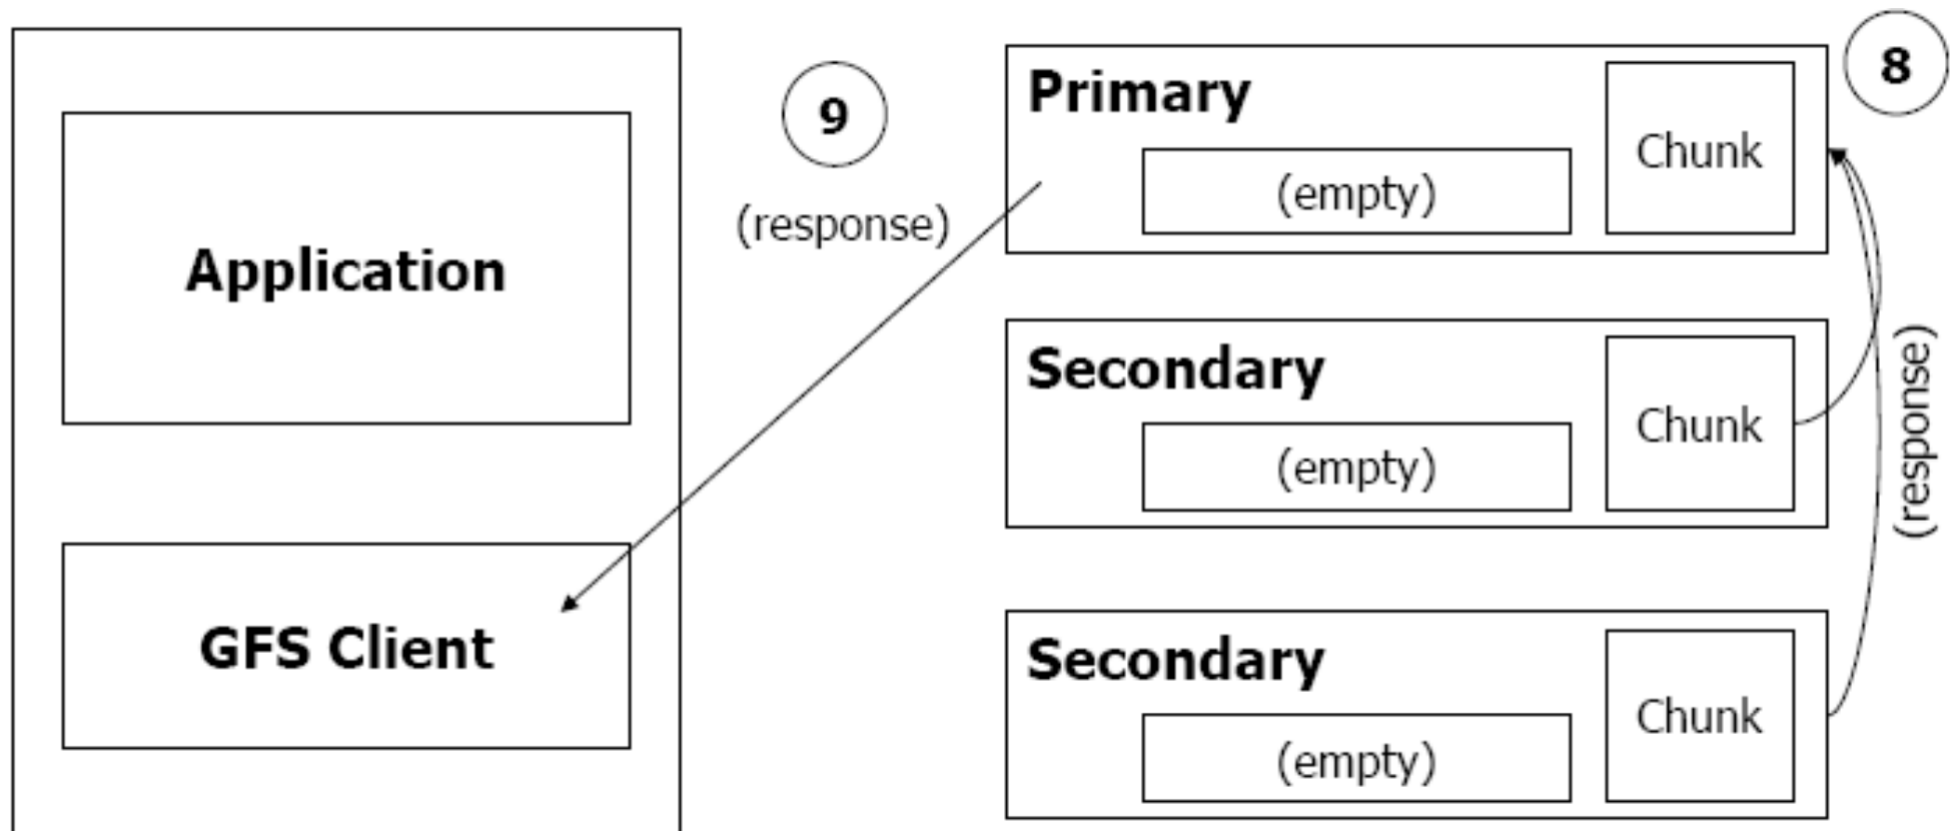 Application
GFS Client
9
(response)
Primary
(empty)
Chunk
8
Secondary
(empty)
Chunk
(response)
Secondary
(empty)
Chunk